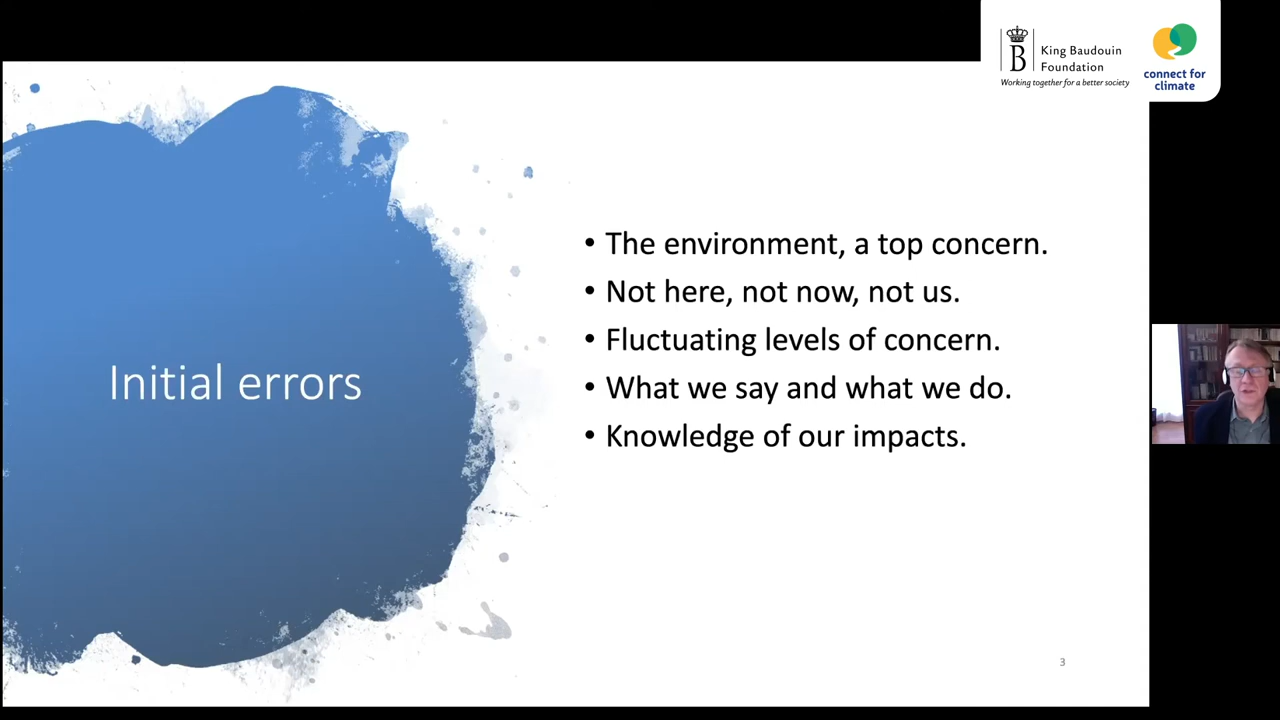 King Baudouin
Foundation
Working together for a better society
connect for
climate
Initial errors
• The environment, a top concern.
• Not here, not now, not us.
• Fluctuating levels of concern.
• What we say and what we do.
• Knowledge of our impacts.
3